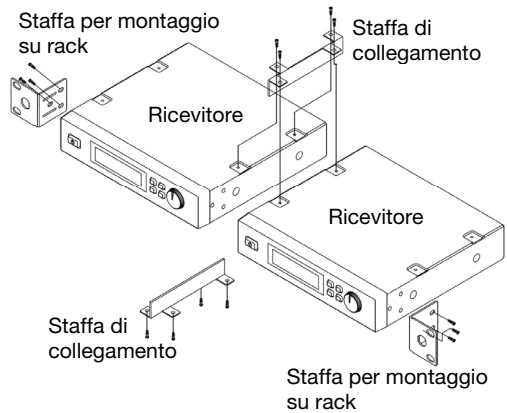 Staffa per montaggio
su rack
Staffa di
collegamento
Ricevitore
Ricevitore
Staffa di
collegamento
Staffa per montaggio
su rack